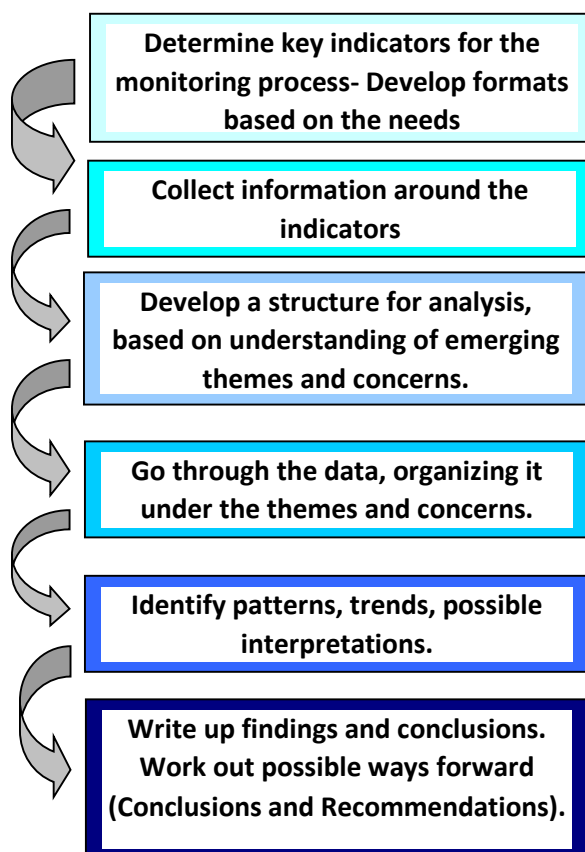 Determine key indicators for the
monitoring process- Develop formats
based on the needs
Collect information around the
indicators
Develop a structure for analysis,
based on understanding of emerging
themes and concerns.
Go through the data, organizing it
under the themes and concerns.
Identify patterns, trends, possible
interpretations.
Write up findings and conclusions.
Work out possible ways forward
(Conclusions and Recommendations).